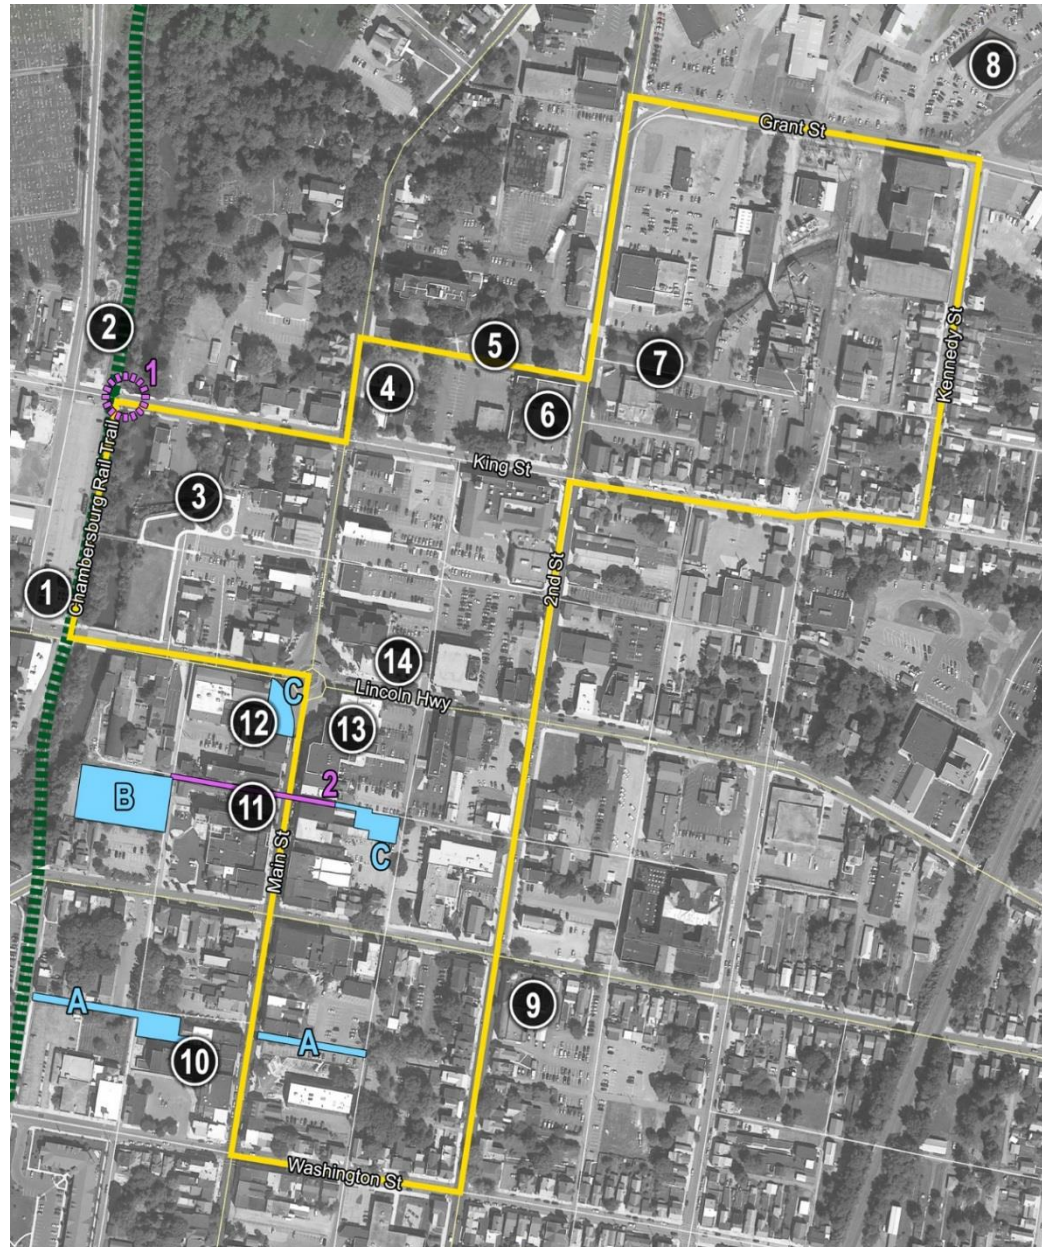 8
Grant St
2
1
5
7
4
6
Kennedy St
King St
Chambersburg Rail Trail
3
2nd St
1
14
C
Lincoln Hwy
12
13
B
2
11
C
Main St
A
9
A
10
Washington St